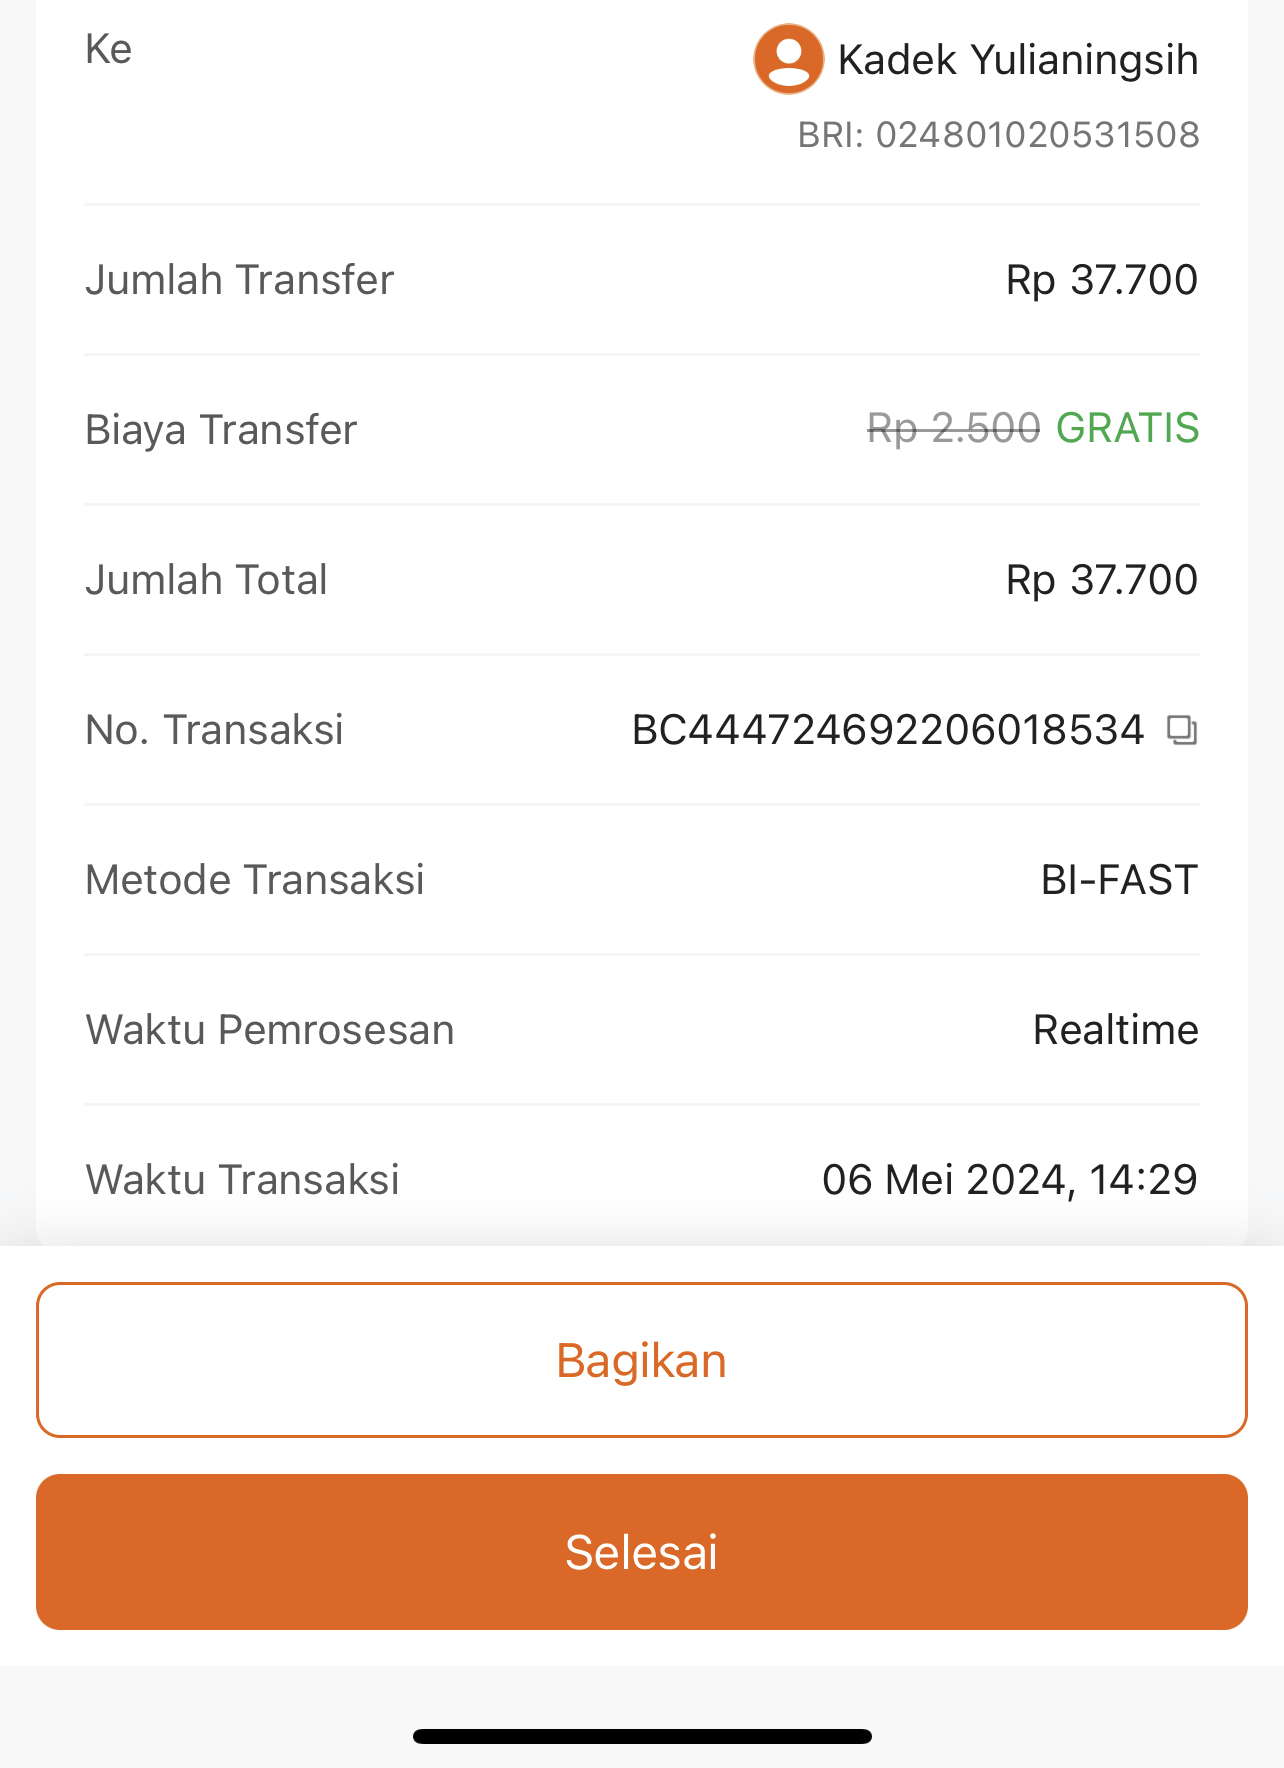 Ke
Kadek Yulianingsih
BRI: 024801020531508
Jumlah Transfer Rp 37.700
Biaya Transfer Rp 2.500 GRATIS
Jumlah Total Rp 37.700
No. Transaksi BC444724692206018534
Metode Transaksi BI-FAST
Waktu Pemrosesan Realtime
Waktu Transaksi 06 Mei 2024, 14:29
Bagikan
Selesai